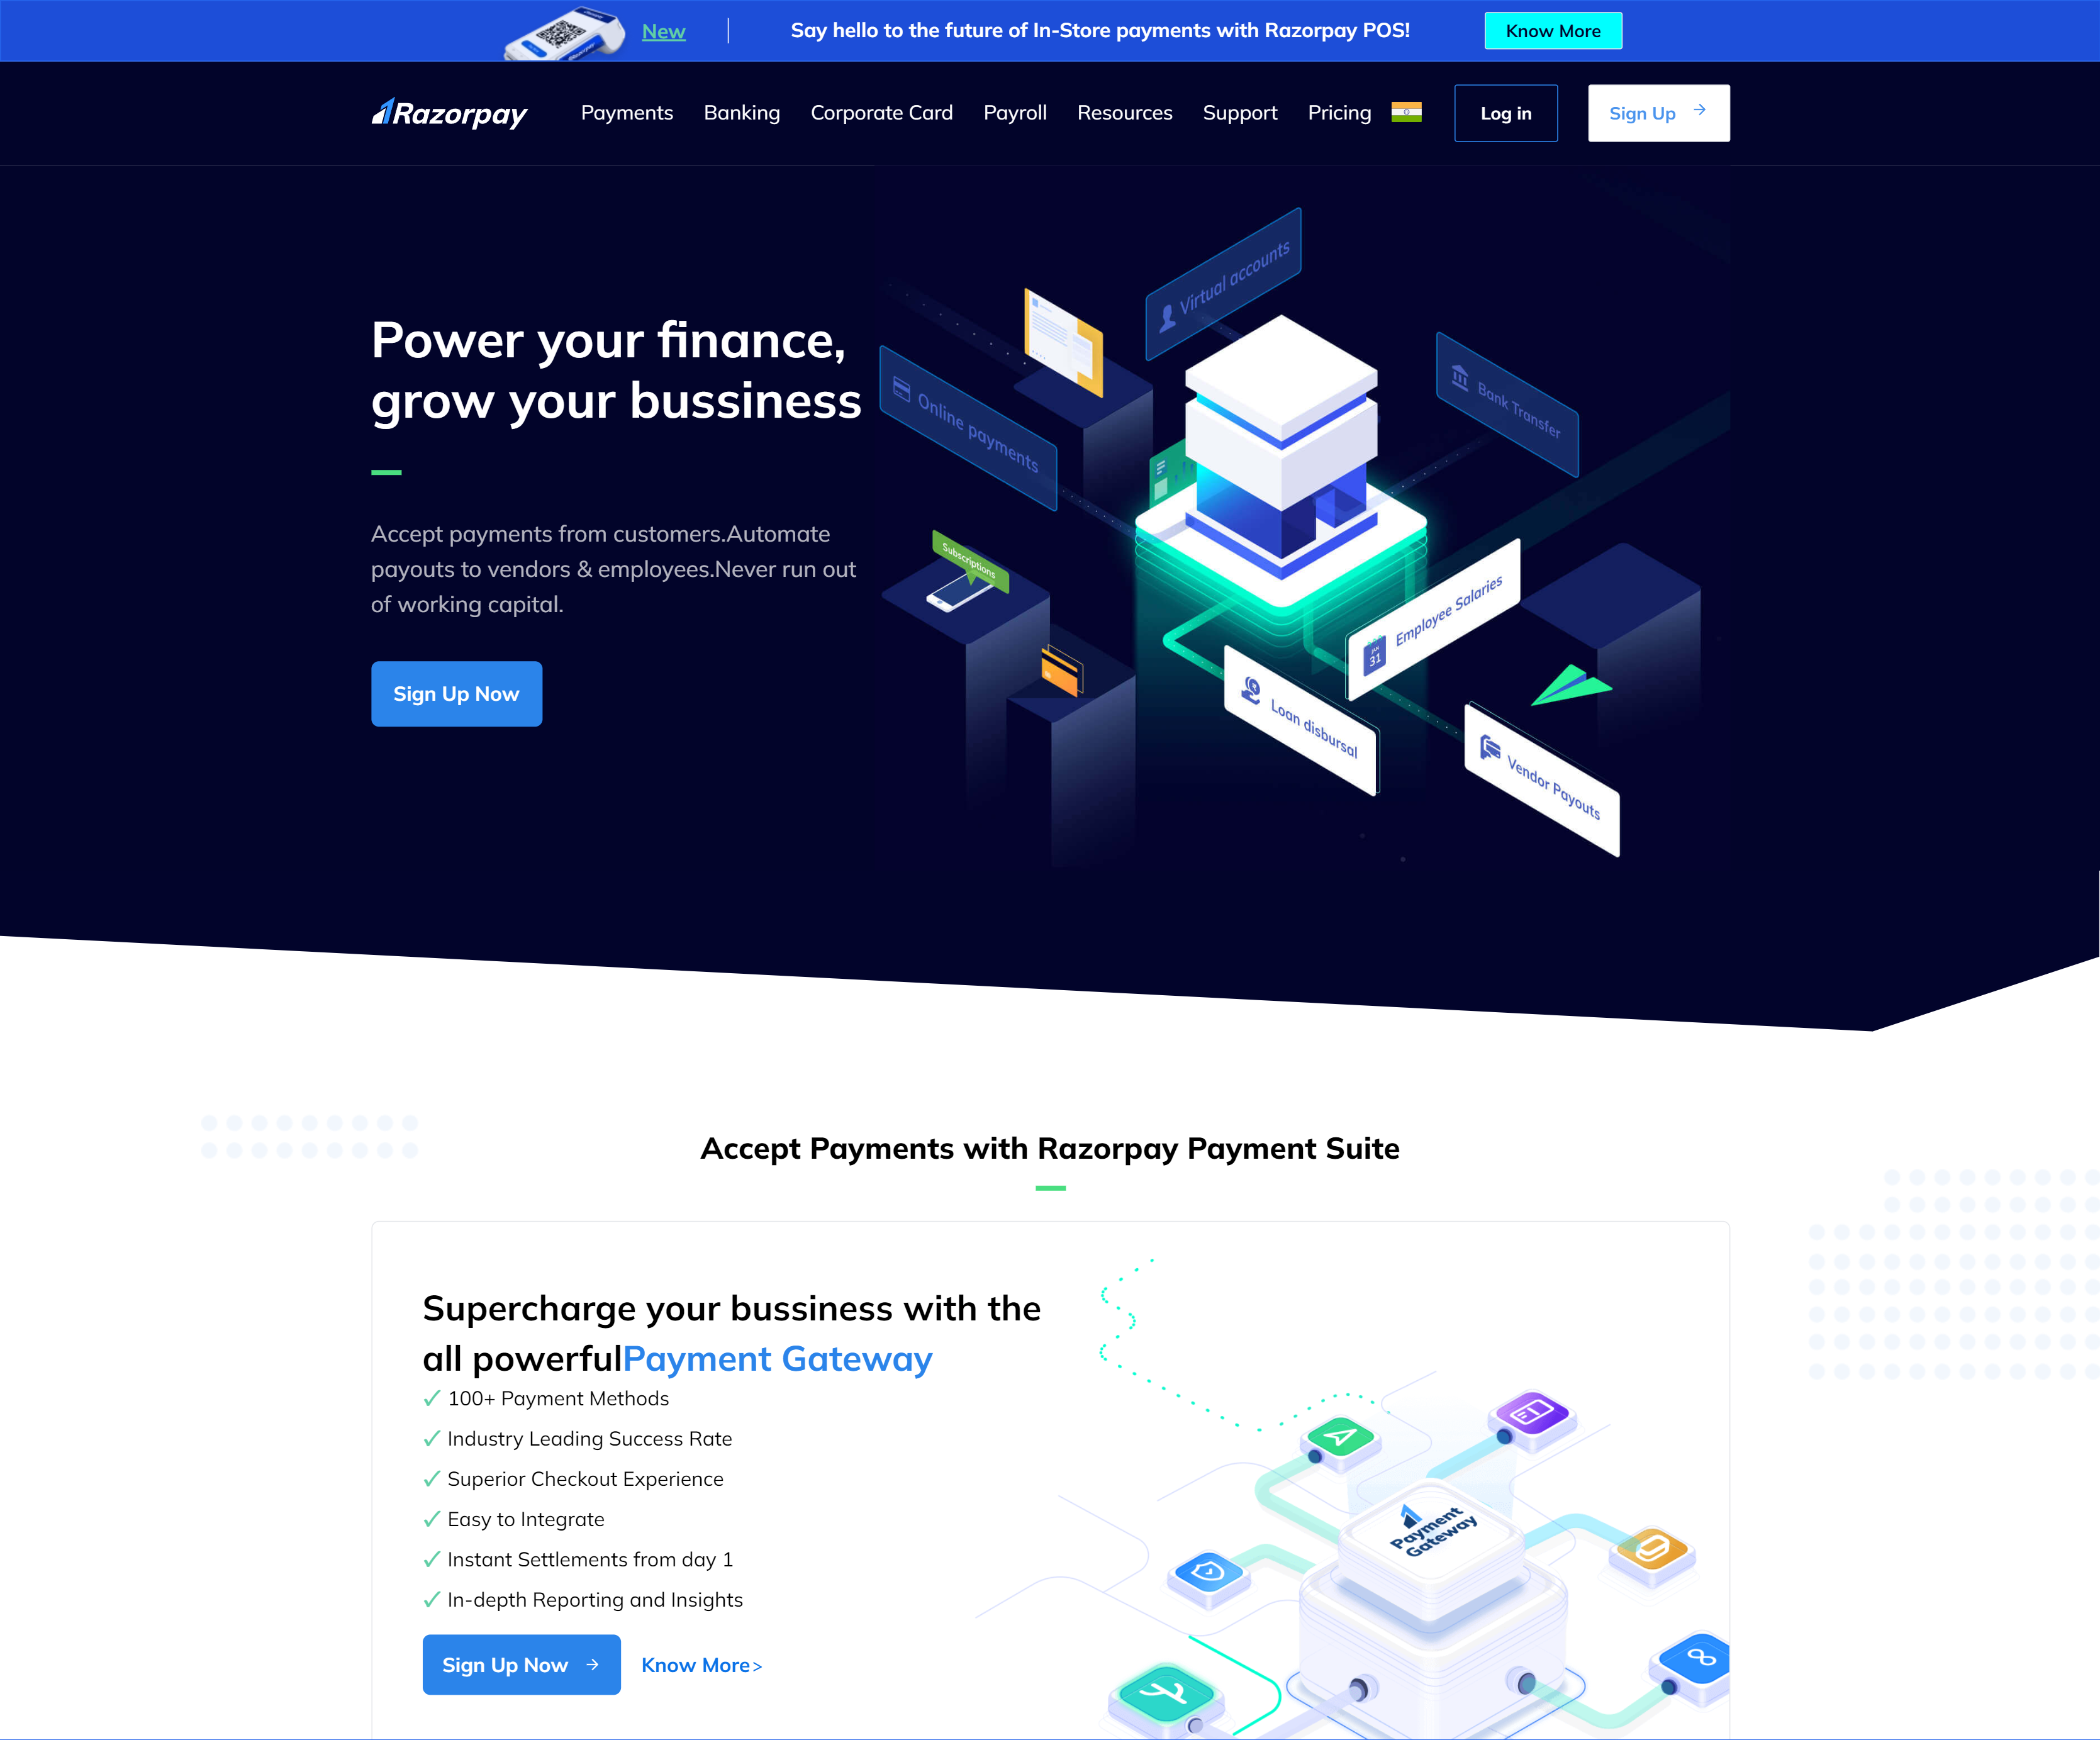 New
Say hello to the future of In-Store payments with Razorpay POS!
Know More
Razorpay
Payments
Banking
Corporate Card
Payroll
Resources
Support
Pricing
Log in
Sign Up
Power your finance,
grow your bussiness
Accept payments from customers.Automate
payouts to vendors & employees.Never run out
of working capital.
Sign Up Now
Virtual accounts
Online payments
Bank Transfer
Subscriptions
Employee Salaries
JAN
31
Loan disbursal
Vendor Payouts
Accept Payments with Razorpay Payment Suite
Supercharge your bussiness with the
all powerfulPayment Gateway
100+ Payment Methods
Industry Leading Success Rate
Superior Checkout Experience
Easy to Integrate
Instant Settlements from day 1
In-depth Reporting and Insights
Sign Up Now
Know More>
Payment
Gateway